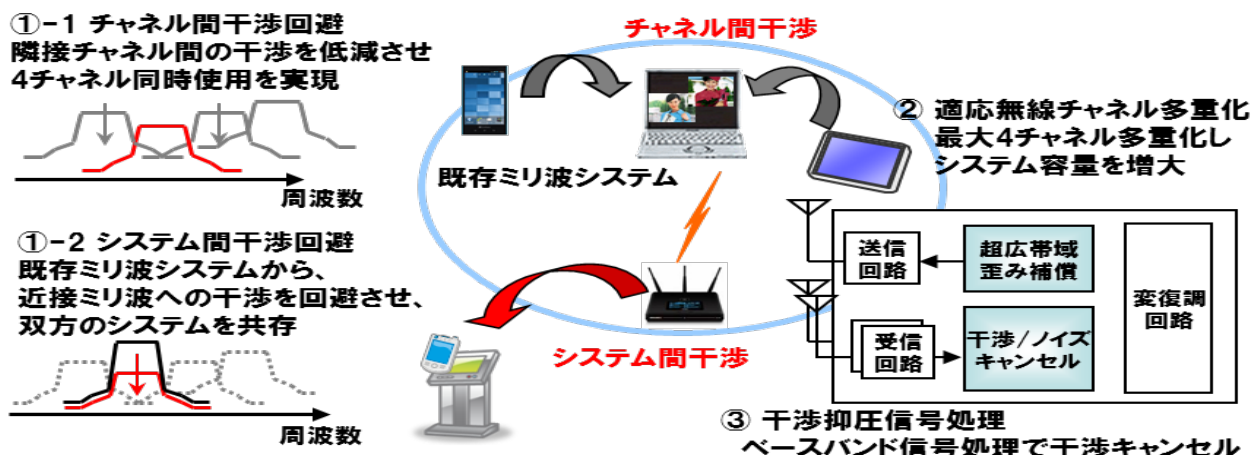 ①-1 チャネル間干渉回避
隣接チャネル間の干渉を低減させ
4チャネル同時使用を実現
周波数
①-2 システム間干渉回避
既存ミリ波システムから、
近接ミリ波への干渉を回避させ、
双方のシステムを共存
周波数
チャネル間干渉
既存ミリ波システム
システム間干渉
② 適応無線チャネル多重化
最大4チャネル多重化し
システム容量を増大
送信
回路
超広帯域
歪み補償
受信
回路
干渉/ノイズ
キャンセル
変復調
回路
③ 干渉抑圧信号処理
ベースバンド信号処理で干渉キャンセル